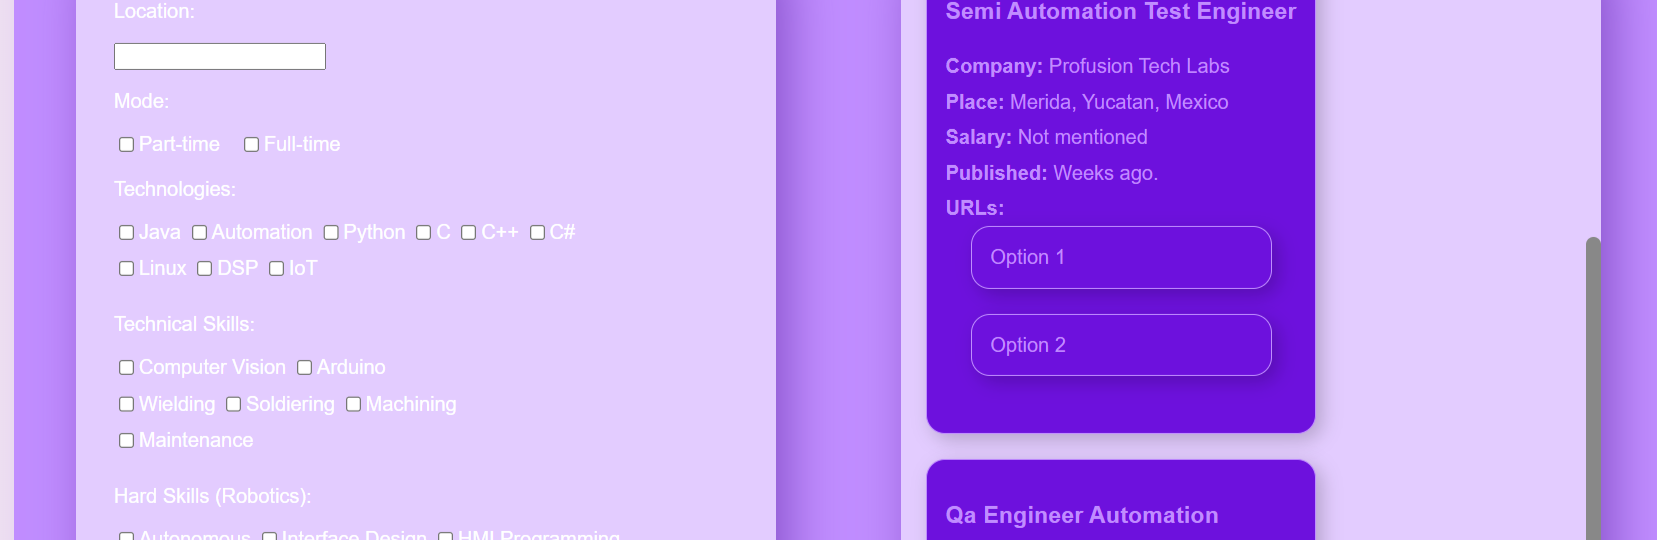 Location:
Mode:
Part-time Full-time
Technologies:
Java Automation Python C C++ C#
Linux DSP IoT
Technical Skills:
Computer Vision Arduino
Wielding Soldiering Machining
Maintenance
Hard Skills (Robotics):
Autonomous Interface Design HMI Programming
Semi Automation Test Engineer
Company: Profusion Tech Labs
Place: Merida, Yucatan, Mexico
Salary: Not mentioned
Published: Weeks ago.
URLs:
Option 1
Option 2
Qa Engineer Automation